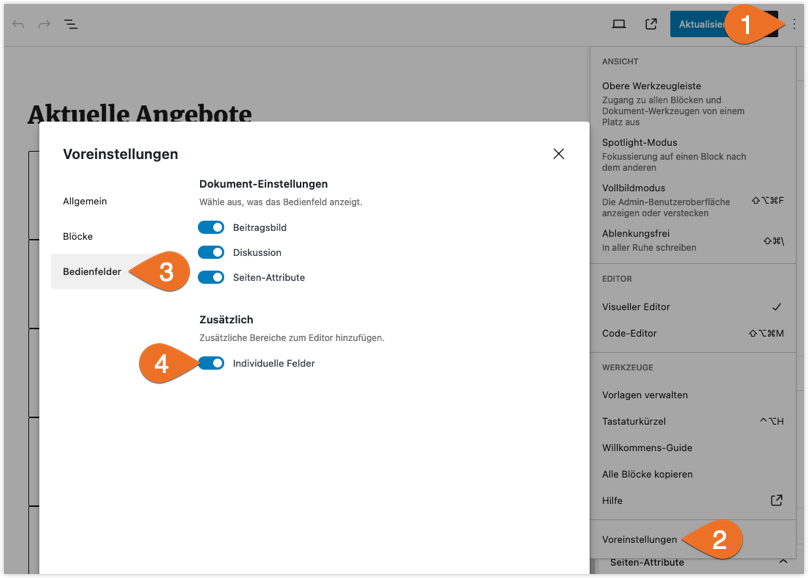 Aktualisier
1
Aktuelle Angebote
Voreinstellungen
Allgemein
Blöcke
Bedienfelder
3
Dokument-Einstellungen
Wähle aus, was das Bedienfeld anzeigt.
Beitragsbild
Diskussion
Seiten-Attribute
Zusätzlich
Zusätzliche Bereiche zum Editor hinzufügen.
4
Individuelle Felder
ANSICHT
Obere Werkzeugleiste
Zugang zu allen Blöcken und
Dokument-Werkzeugen von einem
Platz aus
Spotlight-Modus
Fokussierung auf einen Block nach
dem anderen
Vollbildmodus
Die Admin-Benutzeroberfläche
anzeigen oder verstecken
⇧⌥⌘F
Ablenkungsfrei
In aller Ruhe schreiben
⇧⌘\
EDITOR
Visueller Editor
Code-Editor ⇧⌥⌘M
WERKZEUGE
Vorlagen verwalten
Tastaturkürzel ⌃⌥H
Willkommens-Guide
Alle Blöcke kopieren
Hilfe
Voreinstellungen
2
Seiten-Attribute